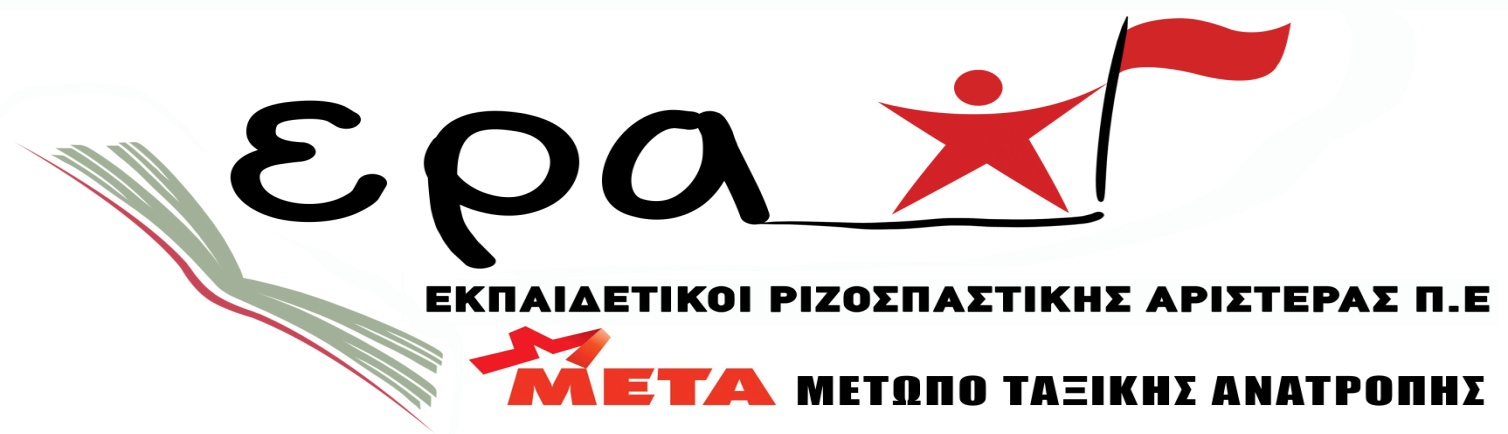 ερα
ΕΚΠΑΙΔΕΤΙΚΟΙ ΡΙΖΟΣΠΑΣΤΙΚΗΣ ΑΡΙΣΤΕΡΑΣ Π.Ε
ΜΕΤΑ ΜΕΤΩΠΟ ΤΑΞΙΚΗΣ ΑΝΑΤΡΟΠΗΣ